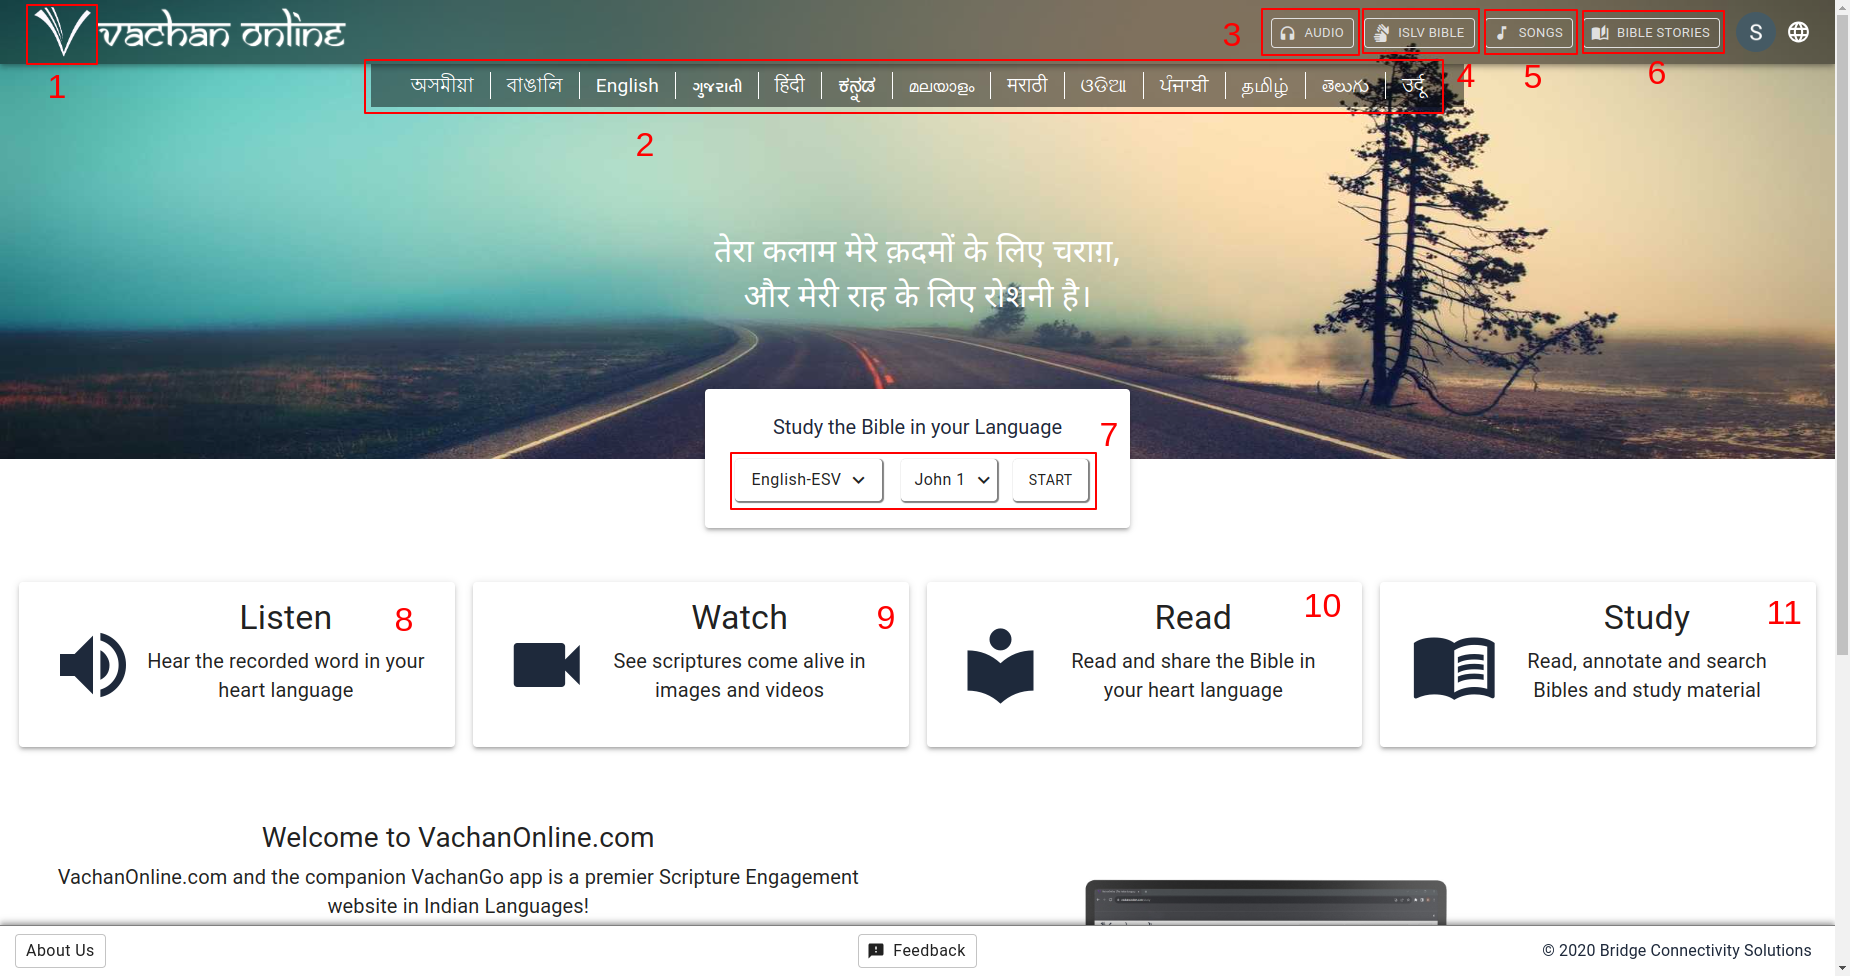 vachan online
3
AUDIO
ISLV BIBLE
SONGS
BIBLE STORIES
S
1
অসমীয়া
বাঙালি
English
ગુજરાતી
हिंदी
ಕನ್ನಡ
മലയാളം
मराठी
ଓଡିଆ
ਪੰਜਾਬੀ
தமிழ்
తెలుగు
उर्दू
4
5
6
2
तेरा कलाम मेरे क़दमों के लिए चराग़,
और मेरी राह के लिए रोशनी है।
Study the Bible in your Language
7
English-ESV
John 1
START
Listen
8
Hear the recorded word in your
heart language
Watch
9
See scriptures come alive in
images and videos
Read
10
Read and share the Bible in
your heart language
Study
11
Read, annotate and search
Bibles and study material
Welcome to VachanOnline.com
VachanOnline.com and the companion VachanGo app is a premier Scripture Engagement
website in Indian Languages!
About Us
Feedback
© 2020 Bridge Connectivity Solutions